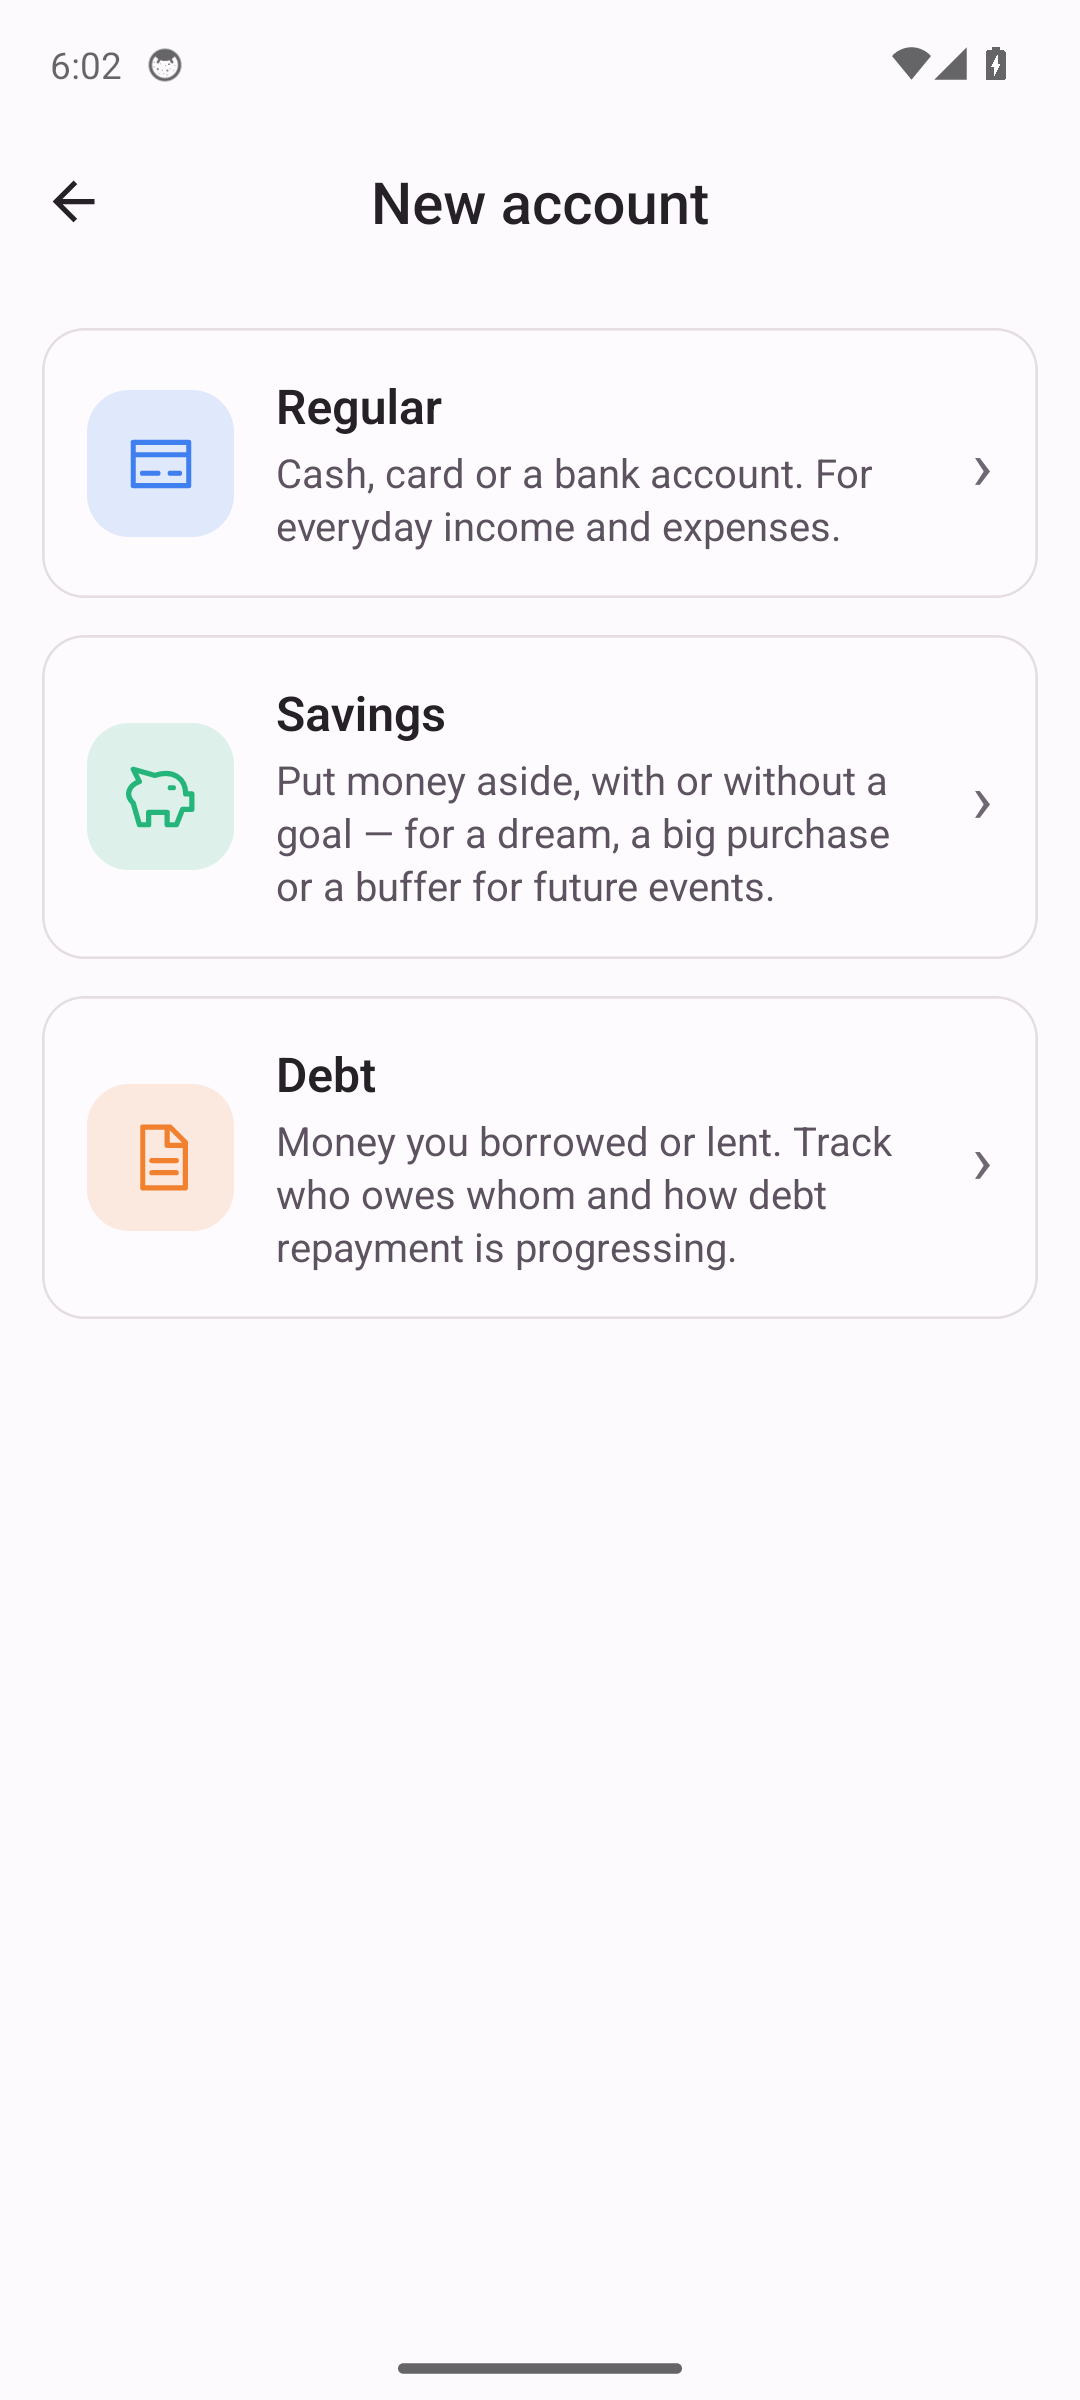 6:02
New account
Regular
Cash, card or a bank account. For
everyday income and expenses.
Savings
Put money aside, with or without a
goal — for a dream, a big purchase
or a buffer for future events.
Debt
Money you borrowed or lent. Track
who owes whom and how debt
repayment is progressing.